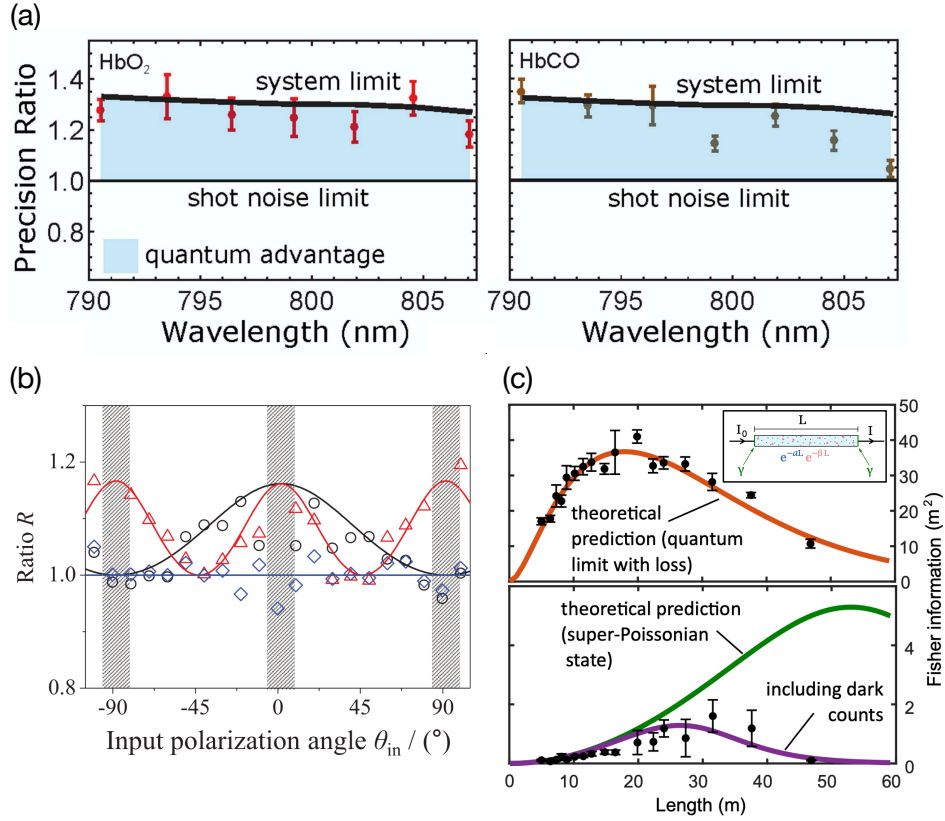 (a)
HbO2
system limit
shot noise limit
quantum advantage
Precision Ratio
1.4
1.2
1.0
0.8
790
795
800
805
Wavelength (nm)
HbCO
system limit
shot noise limit
790
795
800
805
Wavelength (nm)
(b)
Ratio R
1.2
1.0
0.8
-90
-45
0
45
90
Input polarization angle θin / (°)
(c)
L
I0
I
e−aL e−βL
γ
γ
theoretical
prediction (quantum
limit with loss)
50
40
30
20
10
0
theoretical prediction
(super-Poissonian
state)
including dark
counts
4
2
0
Fisher information (m-2)
0
10
20
30
40
50
60
Length (m)